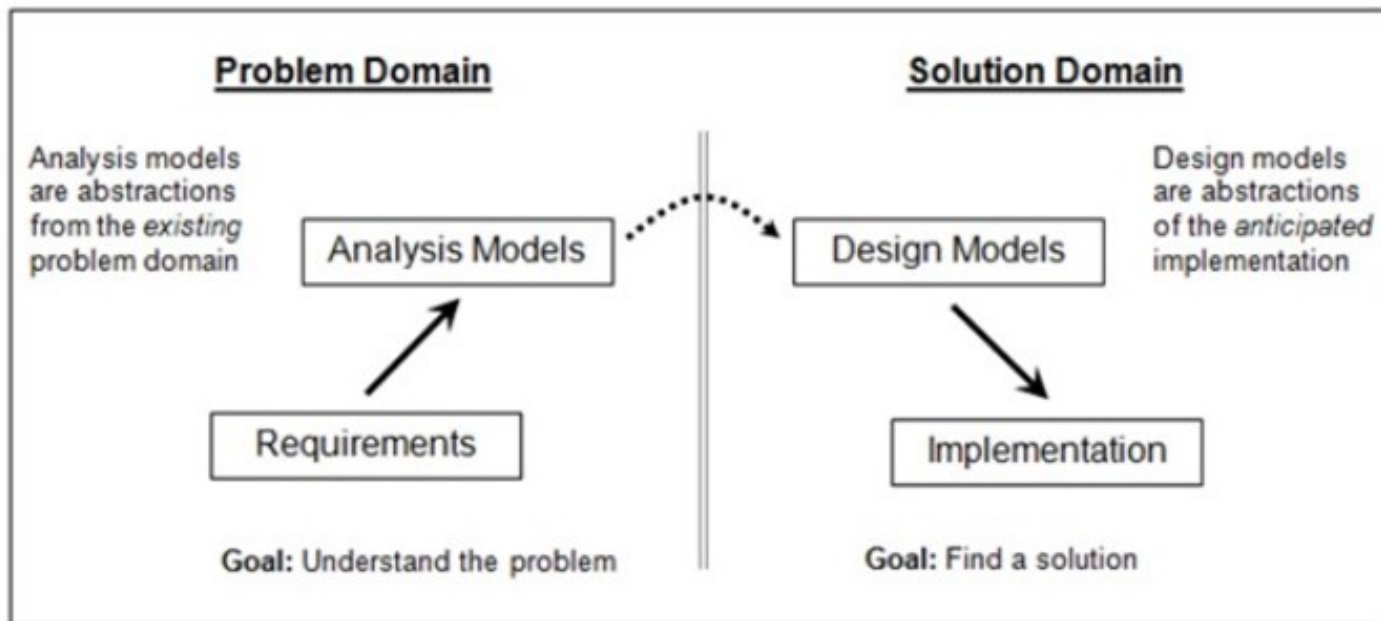 Problem Domain
Solution Domain
Analysis models
are abstractions
from the existing
problem domain
Design models
are abstractions
of the anticipated
implementation
Analysis Models
Design Models
Requirements
Implementation
Goal: Understand the problem
Goal: Find a solution